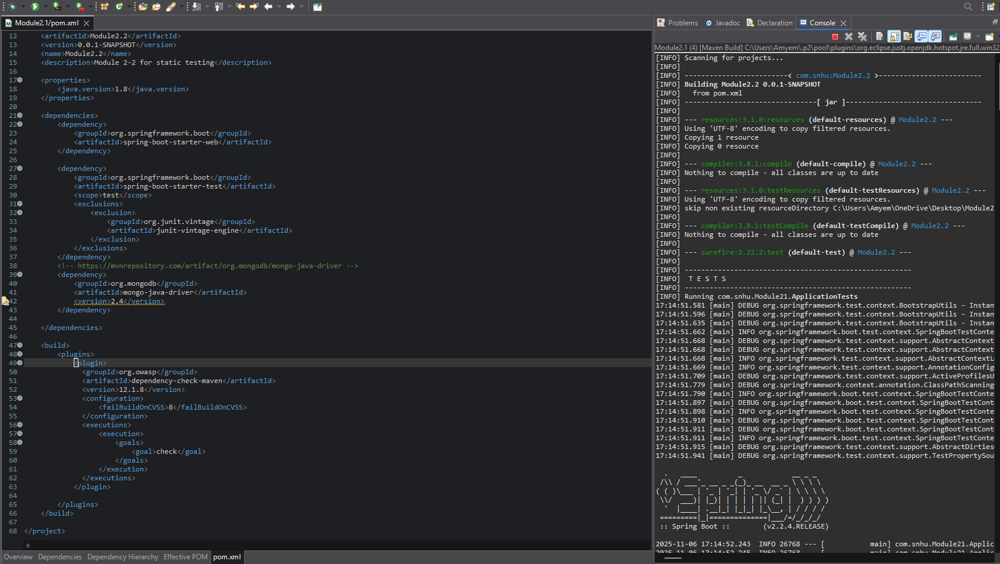 Module2.1/pom.xml
12 <artifactId>Module2.2</artifactId>
13 <version>0.0.1-SNAPSHOT</version>
14 <name>Module2.2</name>
15 <description>Module 2-2 for static testing</description>
16
17 <properties>
18 <java.version>1.8</java.version>
19 </properties>
20
21 <dependencies>
22 <dependency>
23 <groupId>org.springframework.boot</groupId>
24 <artifactId>spring-boot-starter-web</artifactId>
25 </dependency>
26
27 <dependency>
28 <groupId>org.springframework.boot</groupId>
29 <artifactId>spring-boot-starter-test</artifactId>
30 <scope>test</scope>
31 <exclusions>
32 <exclusion>
33 <groupId>org.junit.vintage</groupId>
34 <artifactId>junit-vintage-engine</artifactId>
35 </exclusion>
36 </exclusions>
37 </dependency>
38 <!-- https://mvnrepository.com/artifact/org.mongodb/mongo-java-driver -->
39 <dependency>
40 <groupId>org.mongodb</groupId>
41 <artifactId>mongo-java-driver</artifactId>
42 <version>2.4</version>
43 </dependency>
44
45 </dependencies>
46
47 <build>
48 <plugins>
49 <plugin>
50 <groupId>org.owasp</groupId>
51 <artifactId>dependency-check-maven</artifactId>
52 <version>12.1.8</version>
53 <configuration>
54 <failBuildOnCVSS>8</failBuildOnCVSS>
55 </configuration>
56 <executions>
57 <execution>
58 <goals>
59 <goal>check</goal>
60 </goals>
61 </execution>
62 </executions>
63 </plugin>
64
65 </plugins>
66 </build>
67
68 </project>
Overview Dependencies Dependency Hierarchy Effective POM pom.xml
Problems Javadoc Declaration Console
Module2.1 (4) [Maven Build] C:\Users\Amyem\.p2\pool\plugins\org.eclipse.justj.openjdk.hotspot.jre.full.win32
[INFO] Scanning for projects...
[INFO]
[INFO] -------------------------< com.snhu:Module2.2 >-------------------------
[INFO] Building Module2.2 0.0.1-SNAPSHOT
[INFO]   from pom.xml
[INFO] --------------------------------[ jar ]---------------------------------
[INFO]
[INFO] --- resources:3.1.0:resources (default-resources) @ Module2.2 ---
[INFO] Using 'UTF-8' encoding to copy filtered resources.
[INFO] Copying 1 resource
[INFO] Copying 0 resource
[INFO]
[INFO] --- compiler:3.8.1:compile (default-compile) @ Module2.2 ---
[INFO] Nothing to compile - all classes are up to date
[INFO]
[INFO] --- resources:3.1.0:testResources (default-testResources) @ Module2.2 ---
[INFO] Using 'UTF-8' encoding to copy filtered resources.
[INFO] skip non existing resourceDirectory C:\Users\Amyem\OneDrive\Desktop\Module2
[INFO]
[INFO] --- compiler:3.8.1:testCompile (default-testCompile) @ Module2.2 ---
[INFO] Nothing to compile - all classes are up to date
[INFO]
[INFO] --- surefire:2.22.2:test (default-test) @ Module2.2 ---
[INFO]
[INFO] -------------------------------------------------------
[INFO]  T E S T S
[INFO] -------------------------------------------------------
[INFO] Running com.snhu.Module21.ApplicationTests
17:14:51.581 [main] DEBUG org.springframework.test.context.BootstrapUtils - Instan
17:14:51.596 [main] DEBUG org.springframework.test.context.BootstrapUtils - Instan
17:14:51.635 [main] DEBUG org.springframework.test.context.BootstrapUtils - Instan
17:14:51.662 [main] INFO org.springframework.boot.test.context.SpringBootTestConte
17:14:51.668 [main] DEBUG org.springframework.test.context.support.AbstractContext
17:14:51.668 [main] DEBUG org.springframework.test.context.support.AbstractContext
17:14:51.668 [main] INFO org.springframework.test.context.support.AbstractContextL
17:14:51.669 [main] INFO org.springframework.test.context.support.AnnotationConfig
17:14:51.709 [main] DEBUG org.springframework.test.context.support.ActiveProfilesU
17:14:51.779 [main] DEBUG org.springframework.context.annotation.ClassPathScanning
17:14:51.790 [main] INFO org.springframework.boot.test.context.SpringBootTestConte
17:14:51.897 [main] DEBUG org.springframework.boot.test.context.SpringBootTestCont
17:14:51.898 [main] INFO org.springframework.boot.test.context.SpringBootTestConte
17:14:51.910 [main] DEBUG org.springframework.boot.test.context.SpringBootTestCont
17:14:51.911 [main] DEBUG org.springframework.boot.test.context.SpringBootTestCont
17:14:51.911 [main] INFO org.springframework.boot.test.context.SpringBootTestConte
17:14:51.915 [main] DEBUG org.springframework.test.context.support.AbstractDirties
17:14:51.941 [main] DEBUG org.springframework.test.context.support.TestPropertySou
Spring
:: Spring Boot ::        (v2.2.4.RELEASE)
2025-11-06 17:14:52.243  INFO 26768 --- [           main] com.snhu.Module21.Applic
2025-11-06 17:14:52.245  INFO 26768 --- [           main] com.snhu.Module21.Applic